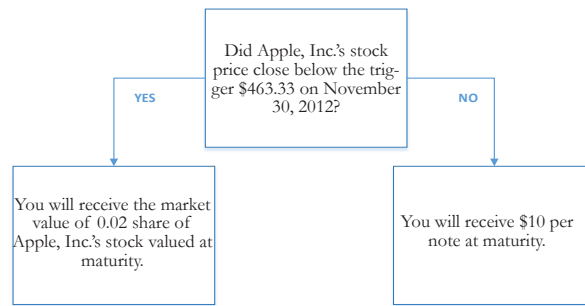 Did Apple, Inc.'s stock
price close below the trig-
ger $463.33 on November
30, 2012?
YES
NO
You will receive the market
value of 0.02 share of
Apple, Inc.'s stock valued at
maturity.
You will receive $10 per
note at maturity.